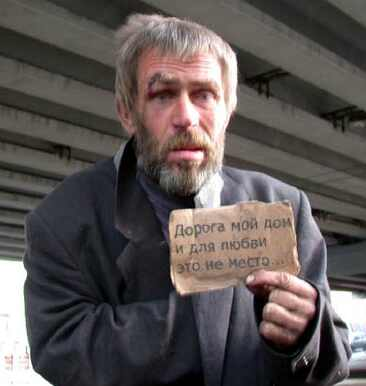 Дорога мой дом
и для любви
это не место...